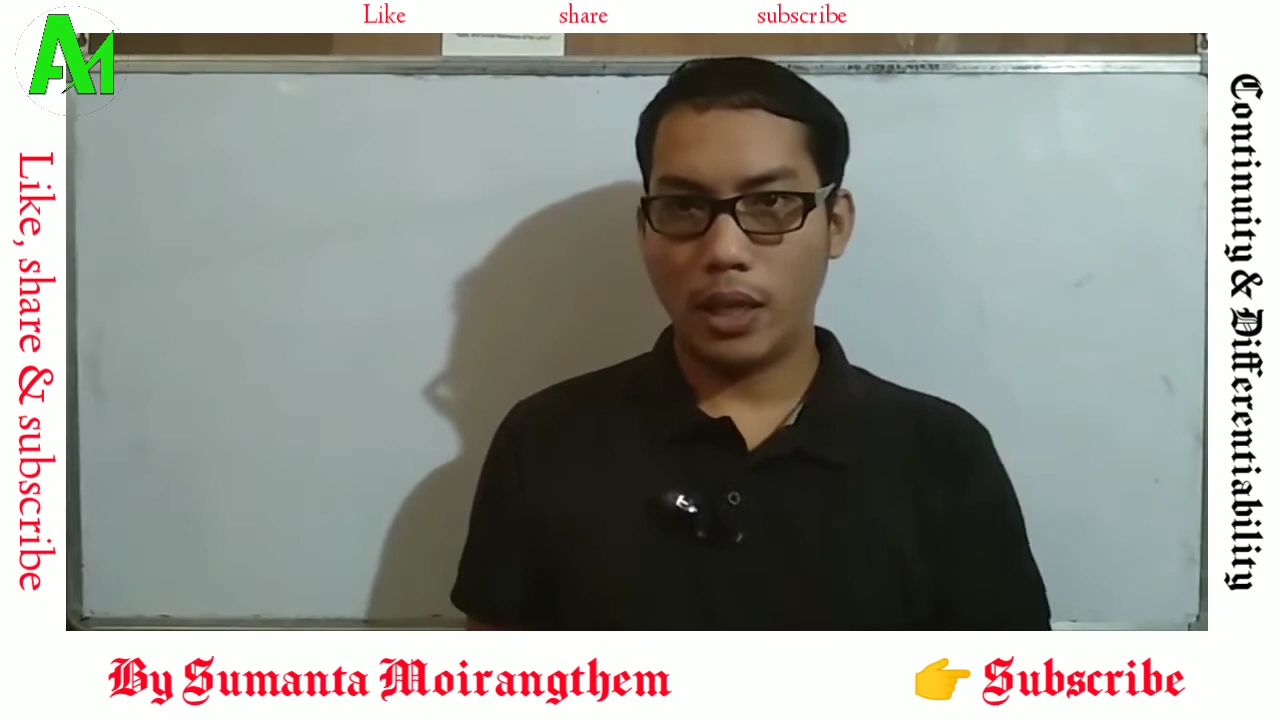 Like share subscribe
AM
Like, share & subscribe
Continuity & Differentiability
By Sumanta Moirangthem
👉 Subscribe